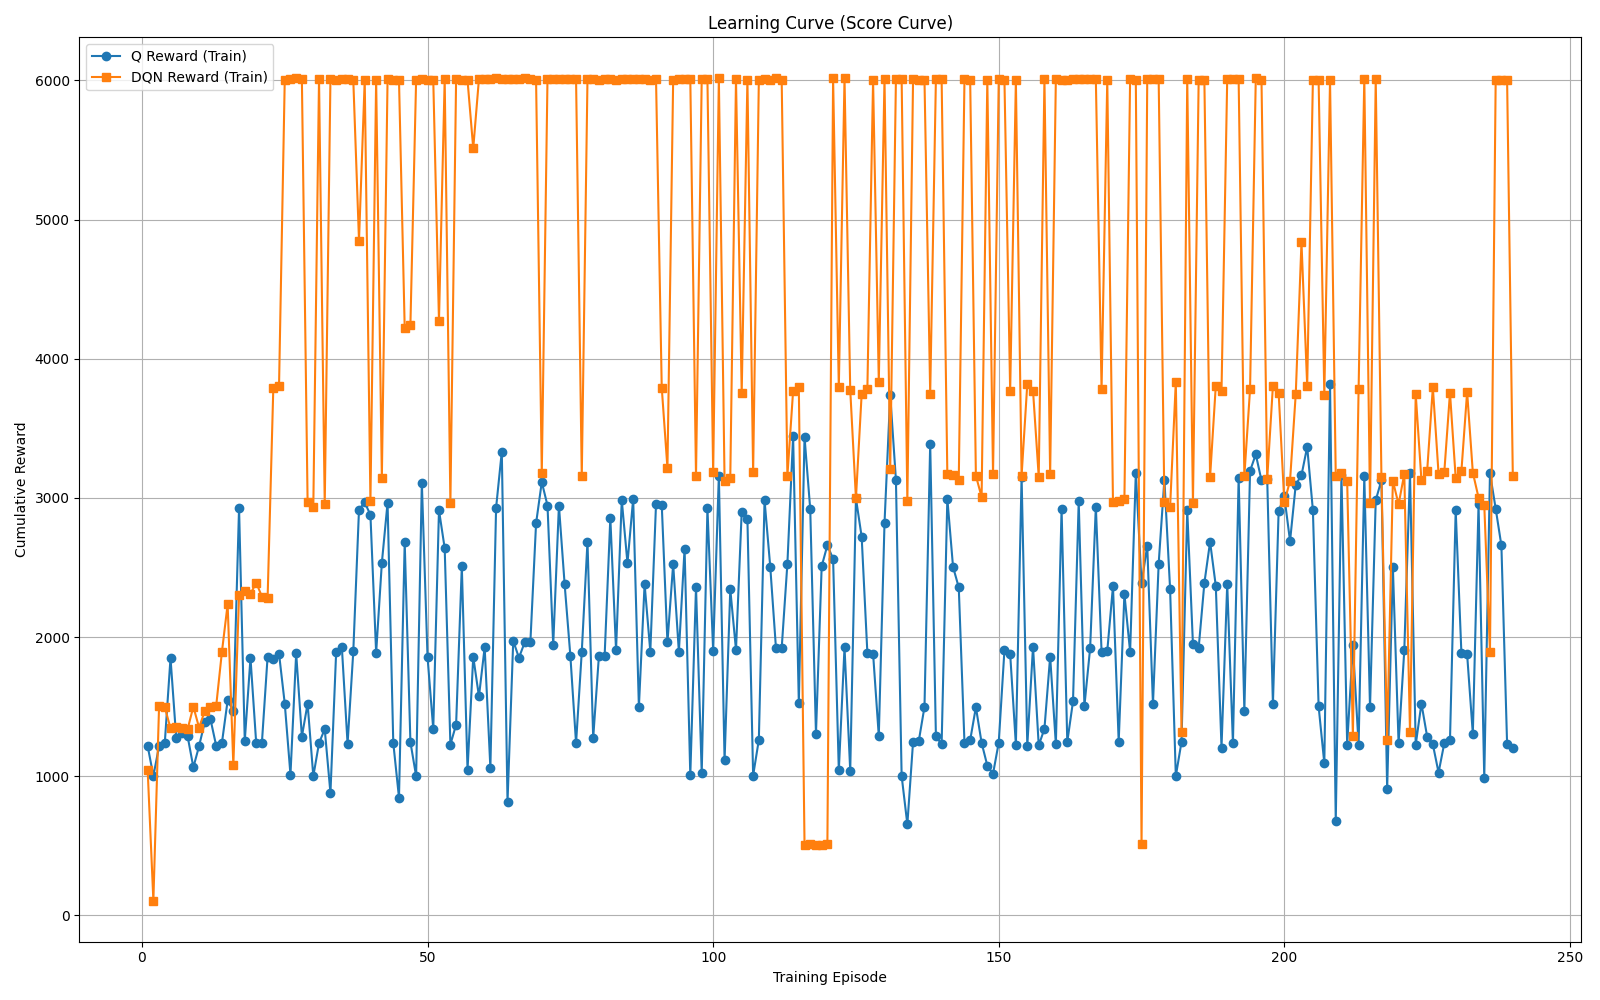 Learning Curve (Score Curve)
Q Reward (Train)
DQN Reward (Train)
Cumulative Reward
6000
5000
4000
3000
2000
1000
0
0
50
100
150
200
250
Training Episode